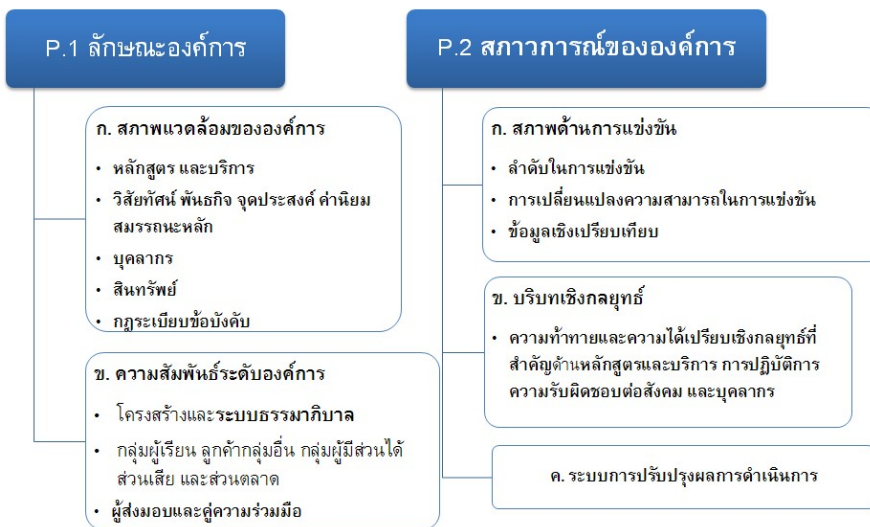 P.1 ลักษณะองค์การ
ก. สภาพแวดล้อมขององค์การ
• หลักสูตร และบริการ
• วิสัยทัศน์ พันธกิจ จุดประสงค์ ค่านิยม
สมรรถนะหลัก
• บุคลากร
• สินทรัพย์
• กฎระเบียบข้อบังคับ
ข. ความสัมพันธ์ระดับองค์การ
• โครงสร้างและระบบธรรมาภิบาล
• กลุ่มผู้เรียน ลูกค้ากลุ่มอื่น กลุ่มผู้มีส่วนได้
ส่วนเสีย และส่วนตลาด
• ผู้ส่งมอบและคู่ความร่วมมือ
P.2 สภาวการณ์ขององค์การ
ก. สภาพด้านการแข่งขัน
• ลำดับในการแข่งขัน
• การเปลี่ยนแปลงความสามารถในการแข่งขัน
• ข้อมูลเชิงเปรียบเทียบ
ข. บริบทเชิงกลยุทธ์
• ความท้าทายและความได้เปรียบเชิงกลยุทธ์ที่
สำคัญด้านหลักสูตรและบริการ การปฏิบัติการ
ความรับผิดชอบต่อสังคม และบุคลากร
ค. ระบบการปรับปรุงผลการดำเนินการ